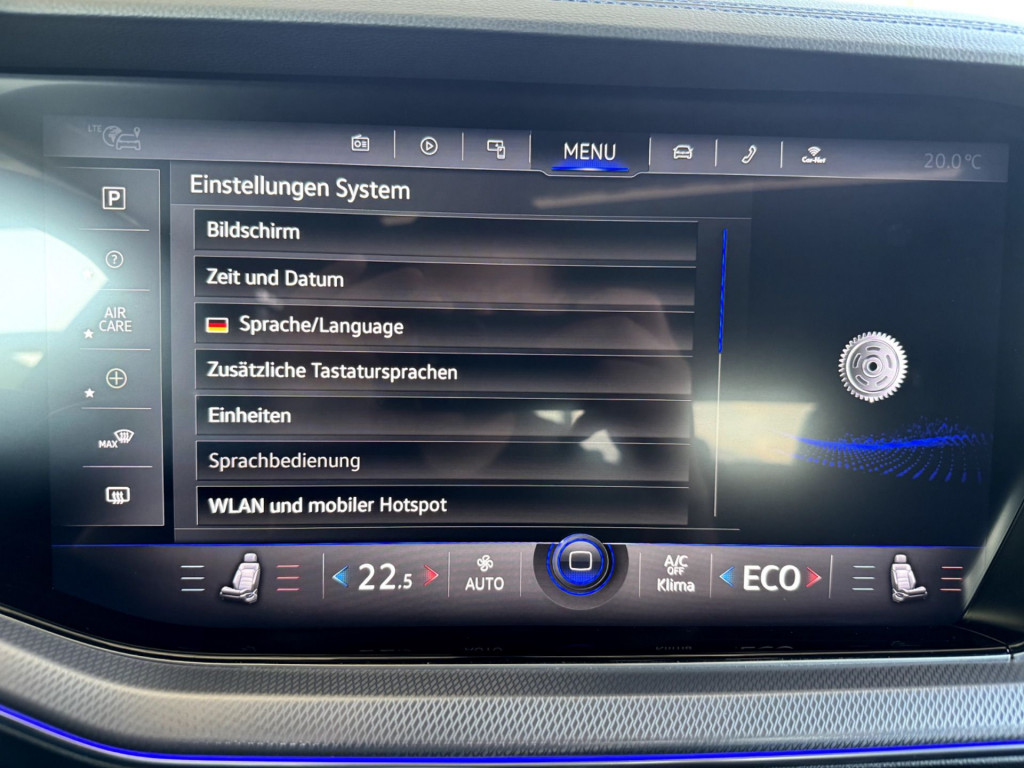 LTE
MENU
Car-Net
20.0°C
P
Einstellungen System
Bildschirm
?
Zeit und Datum
AIR
CARE
Sprache/Language
Zusätzliche Tastatursprachen
Einheiten
MAX
Sprachbedienung
WLAN und mobiler Hotspot
22.5
AUTO
A/C
OFF
Klima
ECO